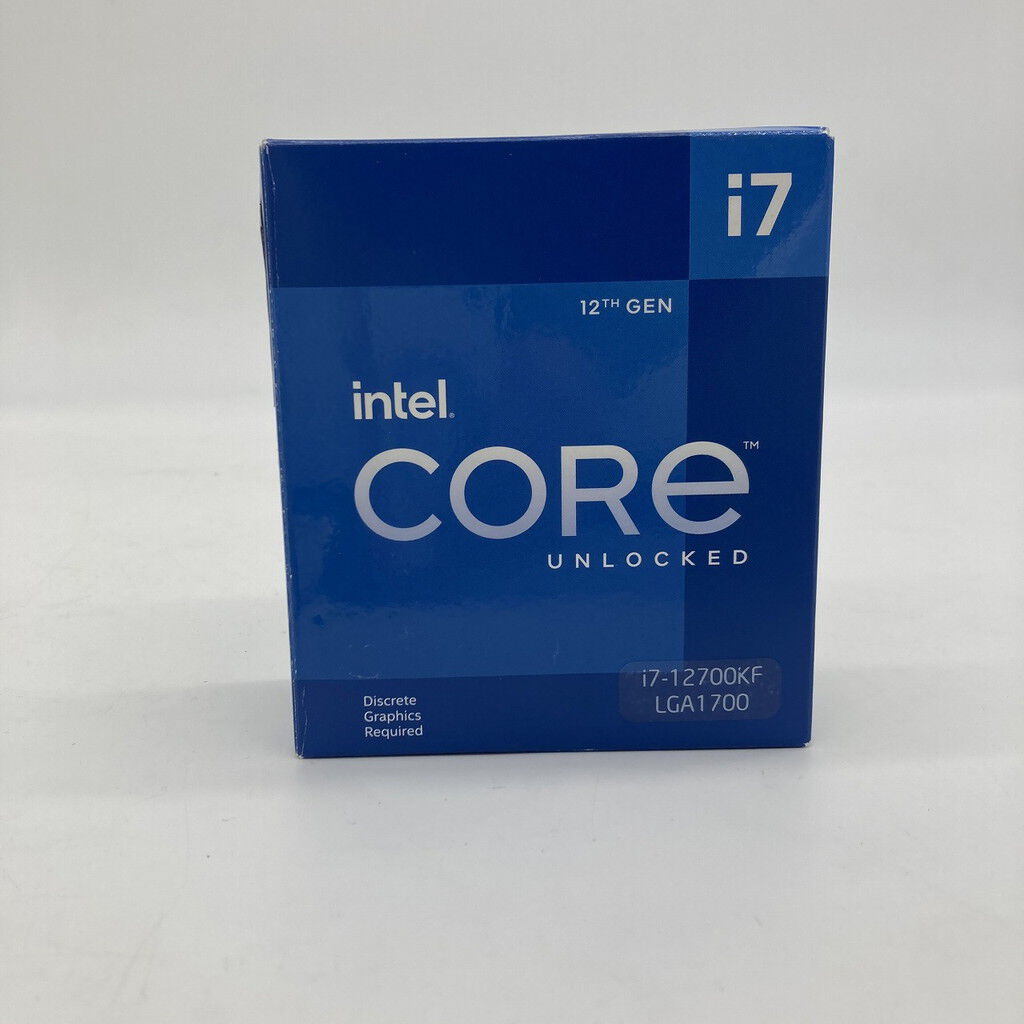 i7
12TH GEN
intel.
CORe™
UNLOCKED
i7-12700KF
LGA1700
Discrete
Graphics
Required